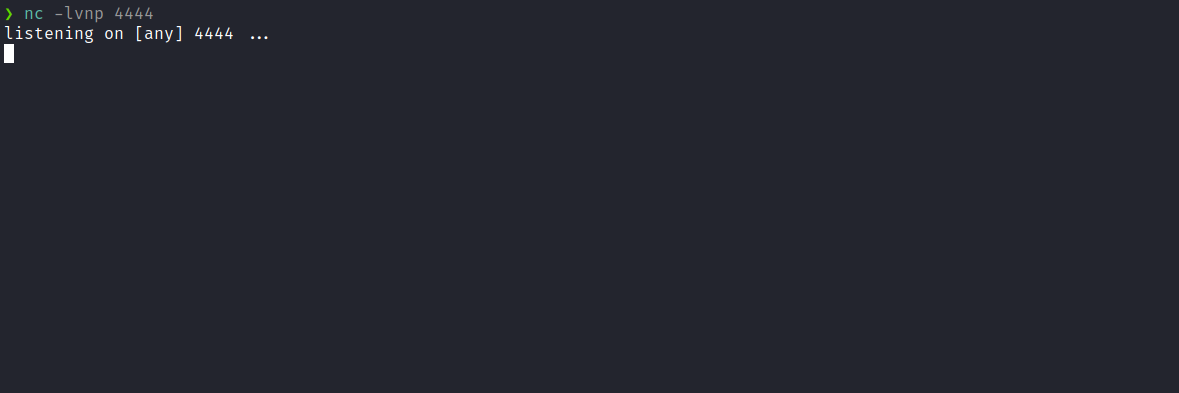 ❯ nc -lvnp 4444
listening on [any] 4444 ...